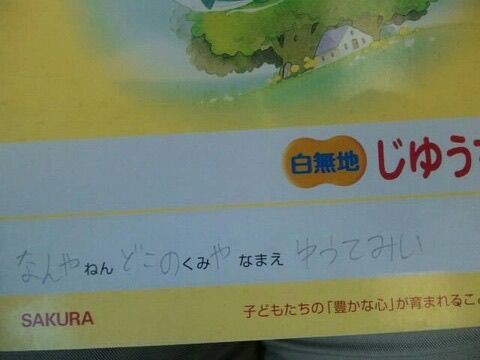 白無地 じゆう
なんやねんどこのくみやなまえゆうてみい
SAKURA 子どもたちの「豊かな心」が育まれるこ